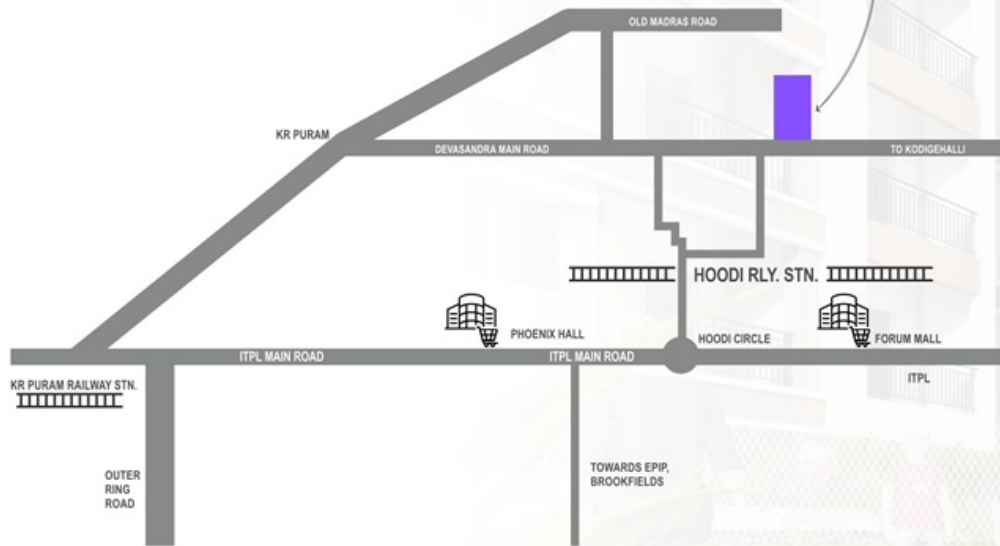 OLD MADRAS ROAD
KR PURAM
DEVASANDRA MAIN ROAD
TO KODIGEHALLI
HOODI RLY. STN.
PHOENIX HALL
HOODI CIRCLE
FORUM MALL
ITPL MAIN ROAD
ITPL MAIN ROAD
ITPL
KR PURAM RAILWAY STN.
OUTER
RING
ROAD
TOWARDS EPIP,
BROOKFIELDS